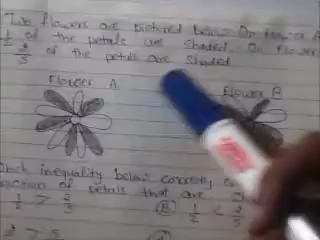 Two flowers are pictured below. On Flower A
1/2 of the petals are shaded. On Flower
2/3 of the petals are shaded
Flower A
Flower B
inequality below correctly
of petals that are
1/2 > 2/3
B 1/2 < 2/3